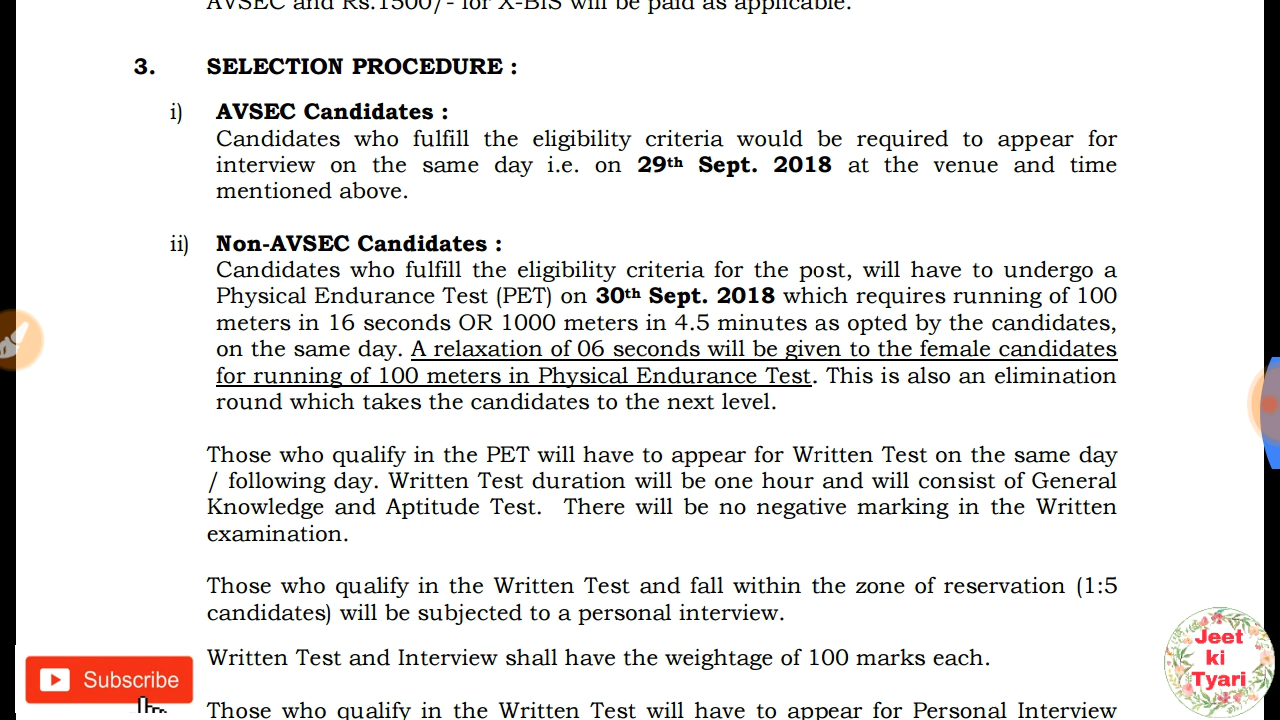 AVSEC and Rs.1500/- for X-BIS will be paid as applicable.
3. SELECTION PROCEDURE :
i) AVSEC Candidates :
Candidates who fulfill the eligibility criteria would be required to appear for
interview on the same day i.e. on 29th Sept. 2018 at the venue and time
mentioned above.
ii) Non-AVSEC Candidates :
Candidates who fulfill the eligibility criteria for the post, will have to undergo a
Physical Endurance Test (PET) on 30th Sept. 2018 which requires running of 100
meters in 16 seconds OR 1000 meters in 4.5 minutes as opted by the candidates,
on the same day. A relaxation of 06 seconds will be given to the female candidates
for running of 100 meters in Physical Endurance Test. This is also an elimination
round which takes the candidates to the next level.
Those who qualify in the PET will have to appear for Written Test on the same day
/ following day. Written Test duration will be one hour and will consist of General
Knowledge and Aptitude Test. There will be no negative marking in the Written
examination.
Those who qualify in the Written Test and fall within the zone of reservation (1:5
candidates) will be subjected to a personal interview.
Written Test and Interview shall have the weightage of 100 marks each.
Those who qualify in the Written Test will have to appear for Personal Interview
Subscribe
Jeet
ki
Tyari